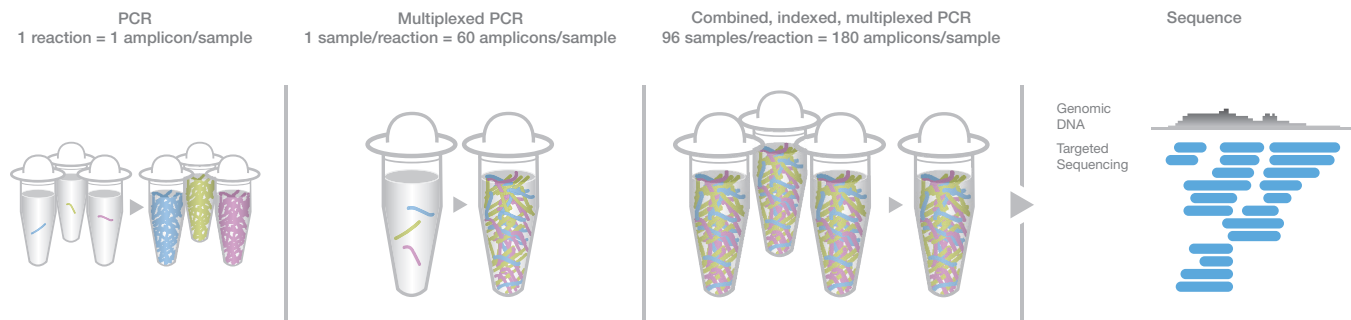 PCR
1 reaction = 1 amplicon/sample
Multiplexed PCR
1 sample/reaction = 60 amplicons/sample
Combined, indexed, multiplexed PCR
96 samples/reaction = 180 amplicons/sample
Sequence
Genomic
DNA
Targeted
Sequencing